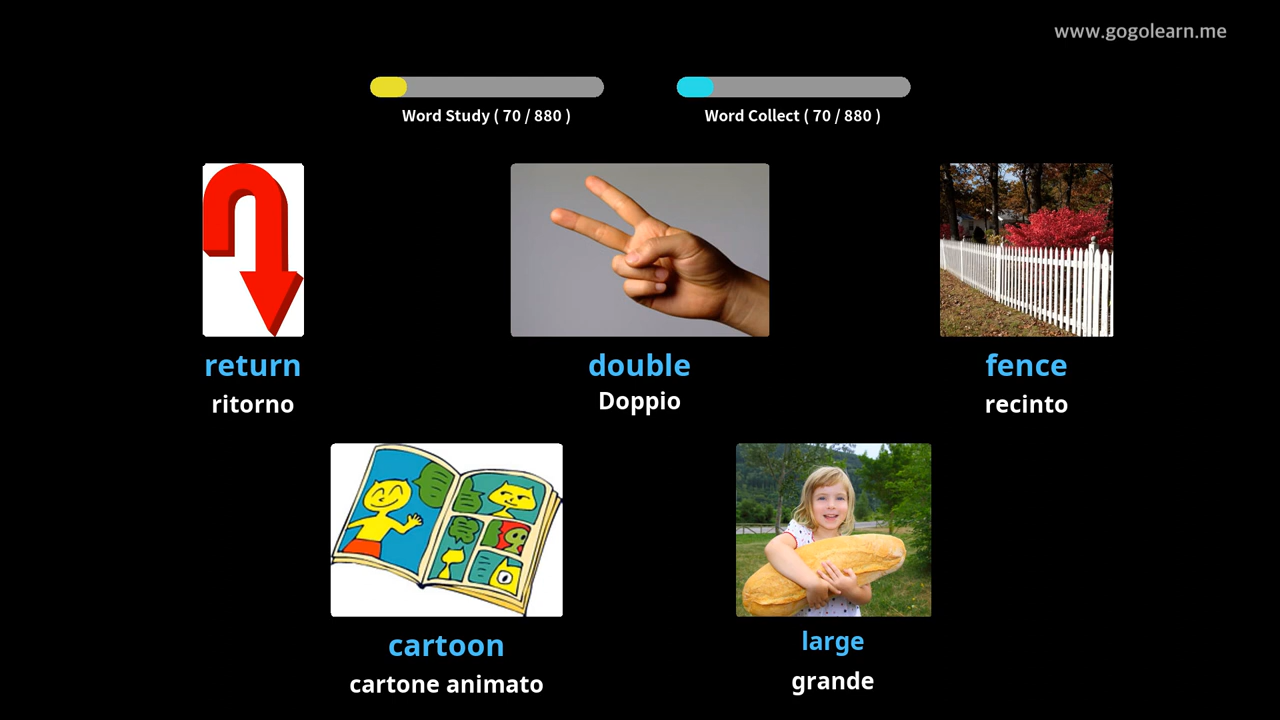 www.gogolearn.me
Word Study ( 70 / 880 )
Word Collect ( 70 / 880 )
return
double
fence
ritorno
Doppio
recinto
cartoon
large
cartone animato
grande